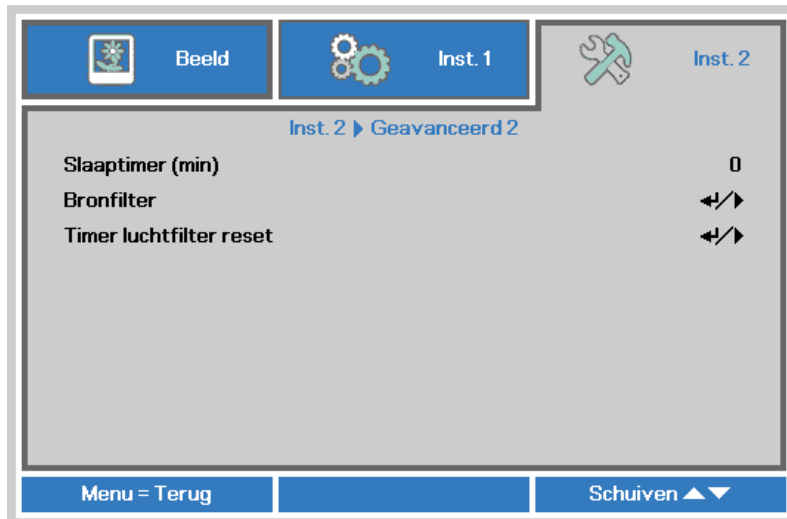 Beeld
Inst. 1
Inst. 2
Inst. 2 ▶ Geavanceerd 2
Slaaptimer (min) 0
Bronfilter
Timer luchtfilter reset
Menu = Terug
Schuiven ▲▼